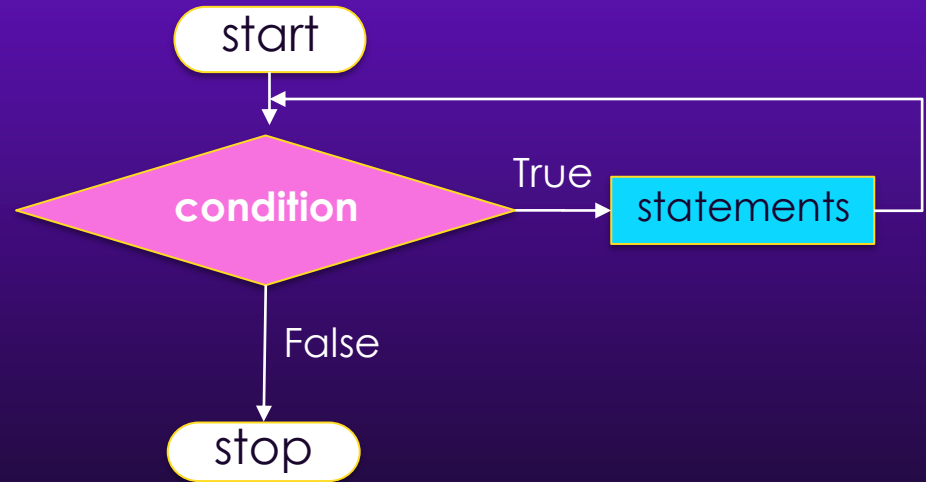 start
True
condition
statements
False
stop